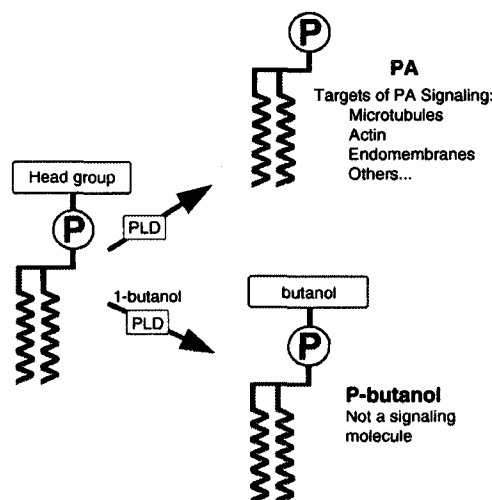 P
PA
Targets of PA Signaling:
Microtubules
Actin
Endomembranes
Others...
Head group
P
PLD
1-butanol
PLD
butanol
P
P-butanol
Not a signaling
molecule